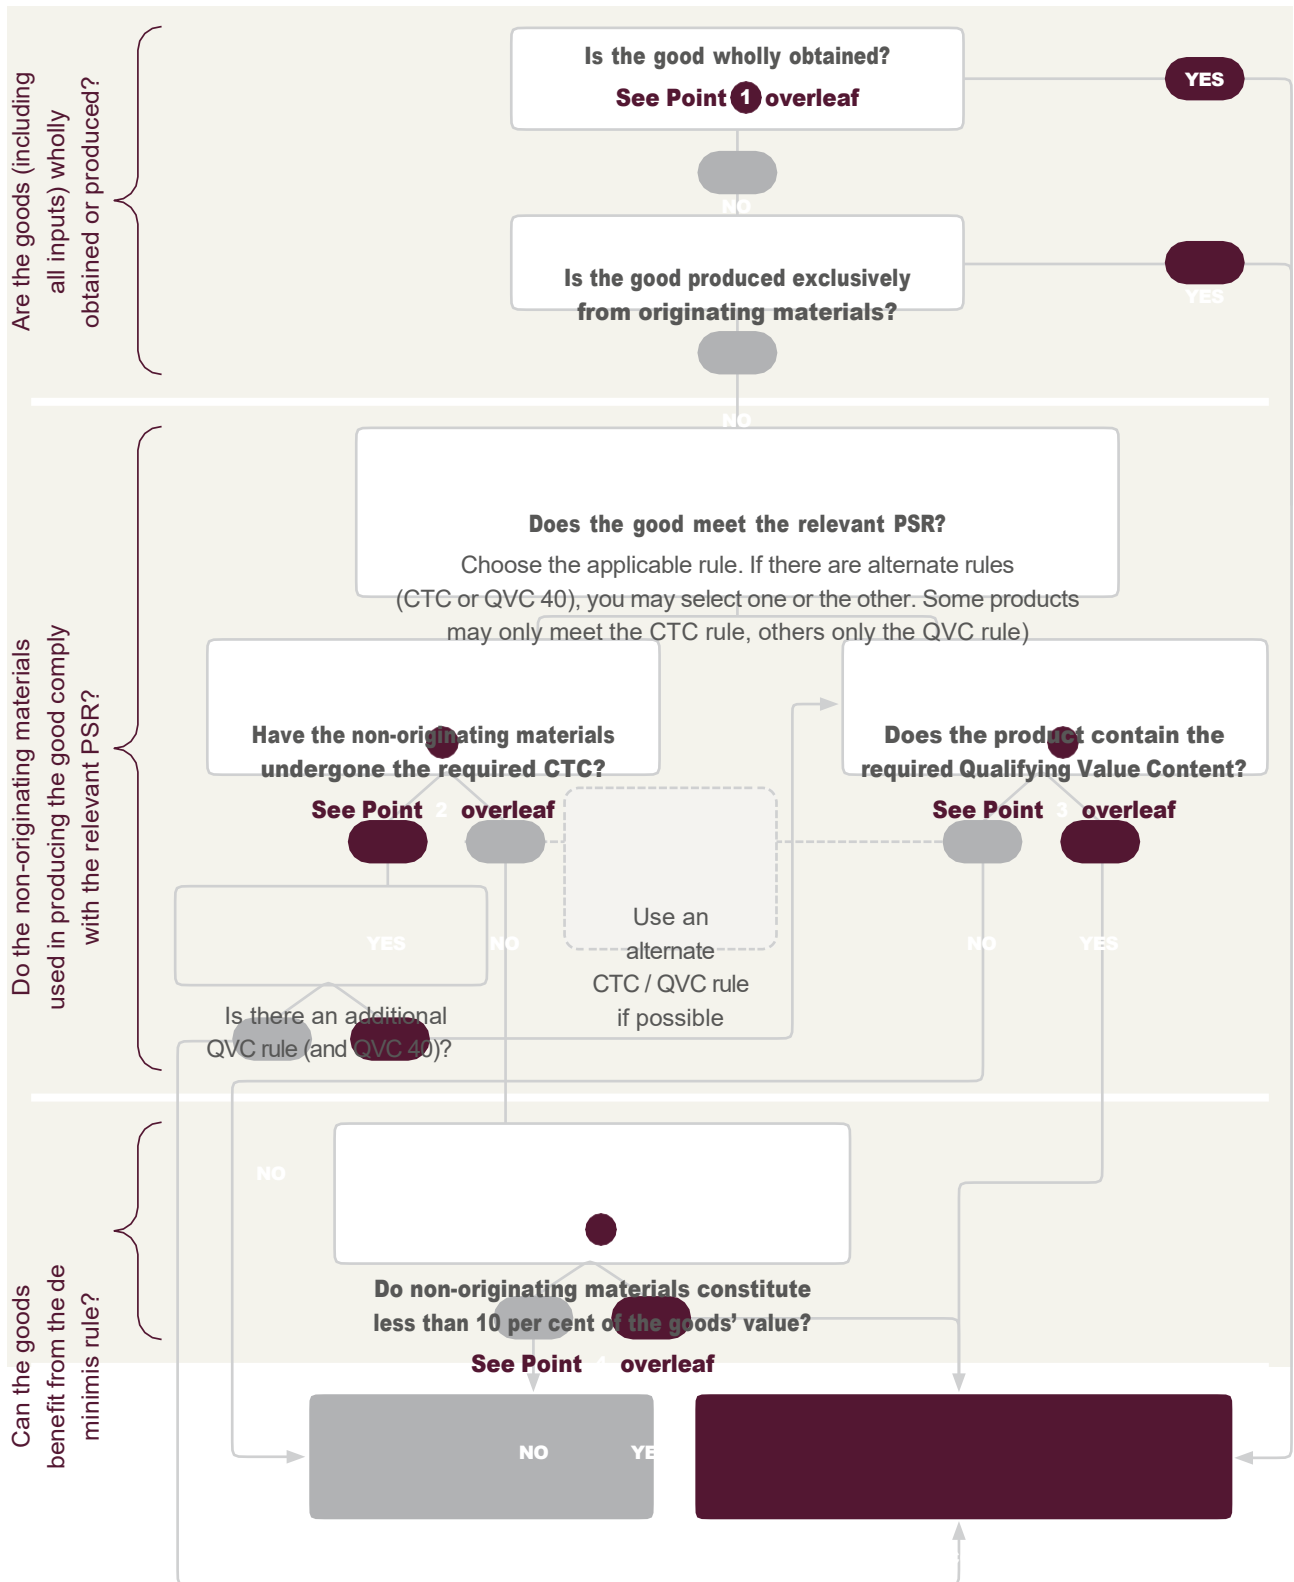 Are the goods (including
all inputs) wholly
obtained or produced?
Is the good wholly obtained?
See Point 1 overleaf
YES
NO
Is the good produced exclusively
from originating materials?
YES
NO
Do the non-originating materials
used in producing the good comply
with the relevant PSR?
Does the good meet the relevant PSR?
Choose the applicable rule. If there are alternate rules
(CTC or QVC 40), you may select one or the other. Some products
may only meet the CTC rule, others only the QVC rule)
Have the non-originating materials
undergone the required CTC?
See Point 2 overleaf
Does the product contain the
required Qualifying Value Content?
See Point 3 overleaf
YES
NO
Use an
alternate
CTC / QVC rule
if possible
NO
YES
Is there an additional
QVC rule (and QVC 40)?
NO
Can the goods
benefit from the de
minimis rule?
Do non-originating materials constitute
less than 10 per cent of the goods' value?
See Point overleaf
NO
YE